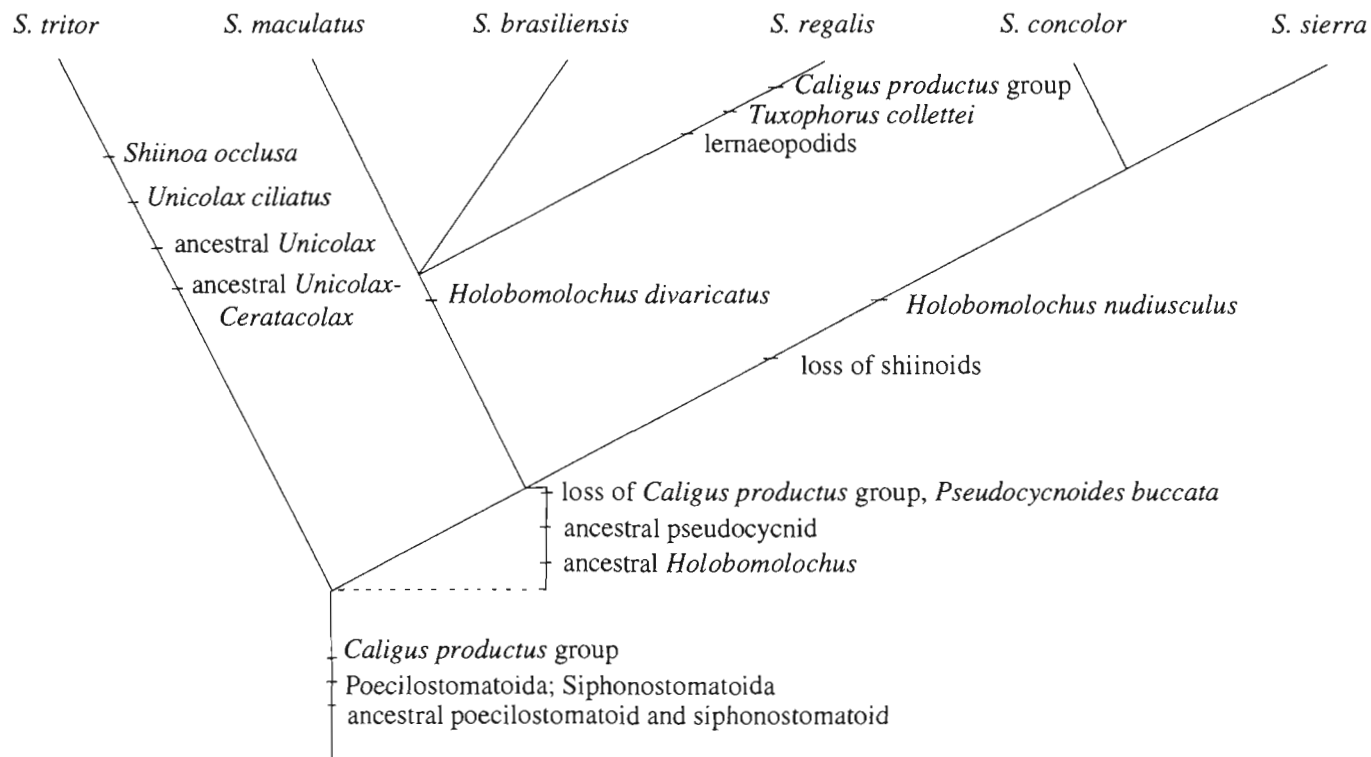 S. tritor S. maculatus S. brasiliensis S. regalis S. concolor S. sierra
Caligus productus group
Tuxophorus collettei
lernaeopodids
Shiinoa occlusa
Unicolax ciliatus
ancestral Unicolax
ancestral Unicolax-
Ceratacolax
Holobomolochus divaricatus
Holobomolochus nudiusculus
loss of shiinoids
loss of Caligus productus group, Pseudocycnoides buccata
ancestral pseudocycnid
ancestral Holobomolochus
Caligus productus group
Poecilostomatoida; Siphonostomatoida
ancestral poecilostomatoid and siphonostomatoid